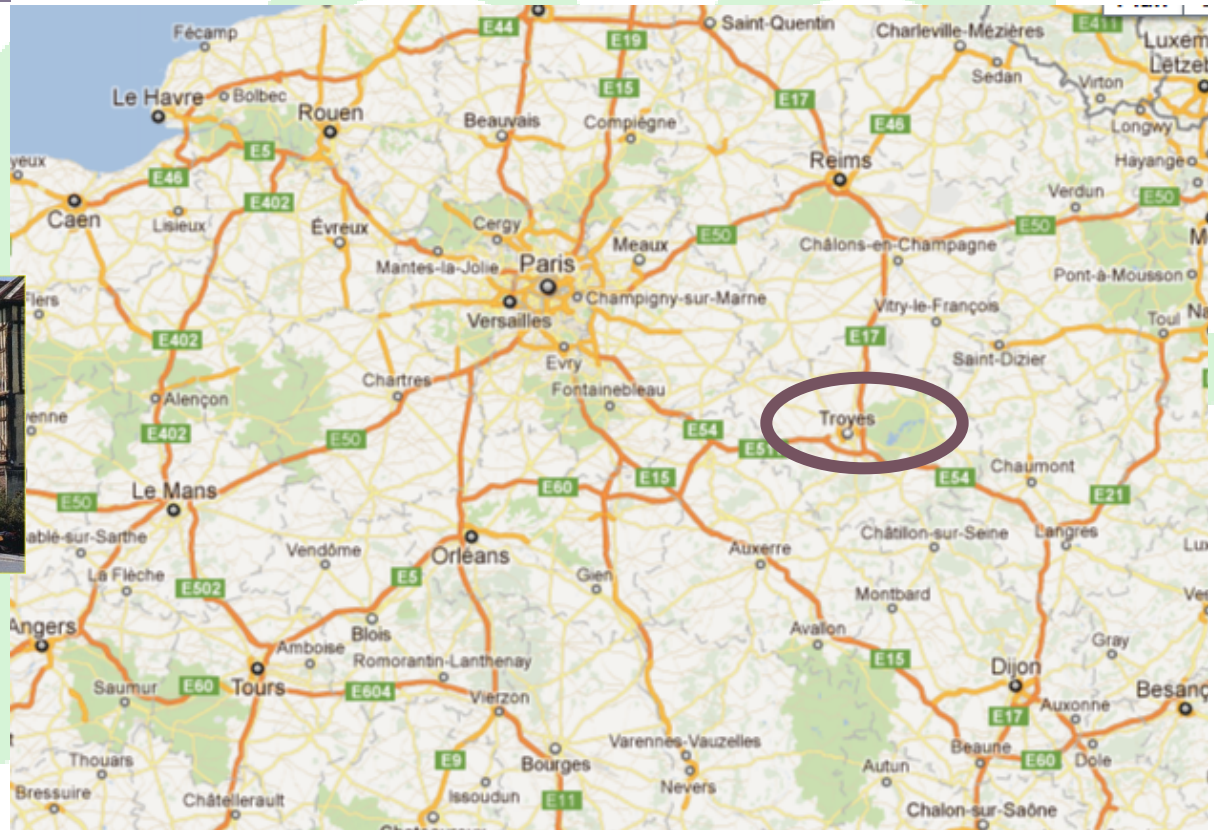 E44
E19
Saint-Quentin
Charleville-Mézières
E411
Fécamp
Sedan
Virton
Le Havre
Bolbec
Rouen
E15
E17
Beauvais
Compiègne
E46
Longwy
E5
Reims
Hayange
E46
E402
Verdun
E50
Caen
Lisieux
Évreux
Cergy
Meaux
E50
Châlons-en-Champagne
E50
Mantes-la-Jolie
Paris
Pont-à-Mousson
Champigny-sur-Marne
Versailles
Vitry-le-François
Toul
E402
Evry
E17
Saint-Dizier
Chartres
Fontainebleau
Alençon
Troyes
E402
E50
E54
E54
Chaumont
E50
Le Mans
E60
E15
E21
Vendôme
Orléans
Auxerre
Châtillon-sur-Seine
Langres
La Flèche
E502
E5
Gien
Montbard
Angers
Blois
Avallon
Amboise
Romorantin-Lanthenay
E15
Gray
Saumur
E60
Tours
E604
Vierzon
Dijon
E17
Auxonne
Thouars
E9
Bourges
Varennes-Vauzelles
Beaune
E60
Dole
Bressuire
Châtellerault
Issoudun
E11
Nevers
Autun
Chalon-sur-Saône